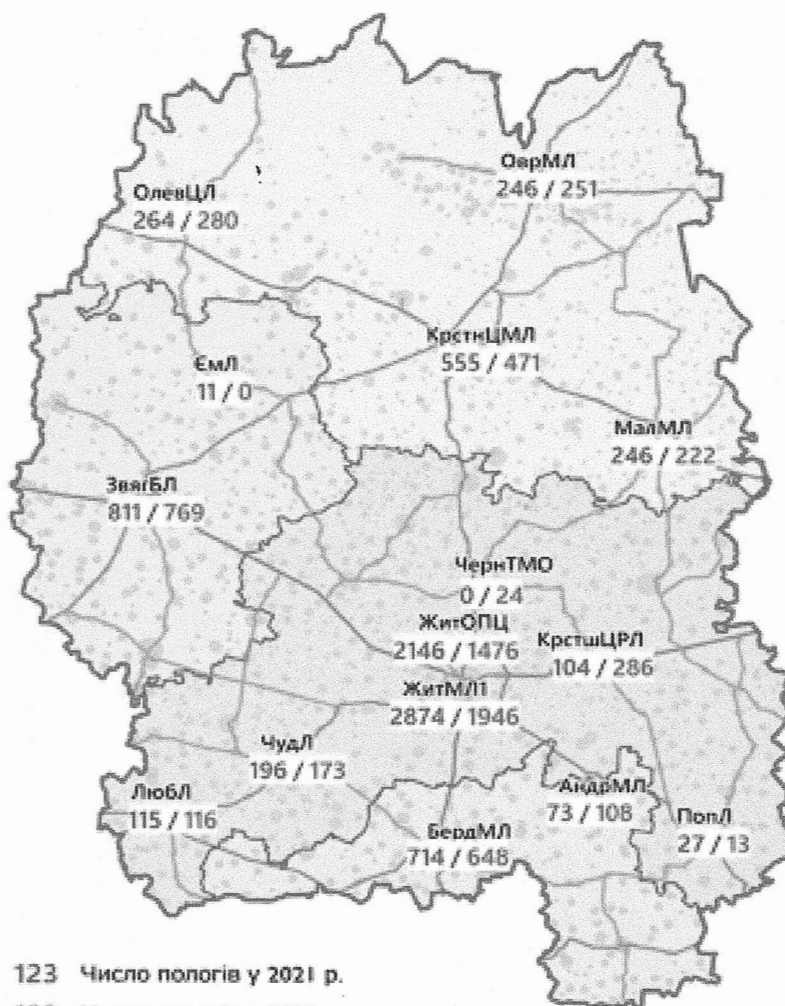 ОврМЛ
246 / 251
ОлевЦЛ
264 / 280
КрстнЦМЛ
555 / 471
ЄмЛ
11 / 0
МалМЛ
246 / 222
ЗвягБЛ
811 / 769
ЧернТМО
0 / 24
ЖитОПЦ
2146 / 1476
КрстшЦРЛ
104 / 286
ЖитМЛ1
2874 / 1946
ЧудЛ
196 / 173
ЛюбЛ
115 / 116
АндрМЛ
73 / 108
ПопЛ
27 / 13
БердМЛ
714 / 648
123 Число пологів у 2021 р.